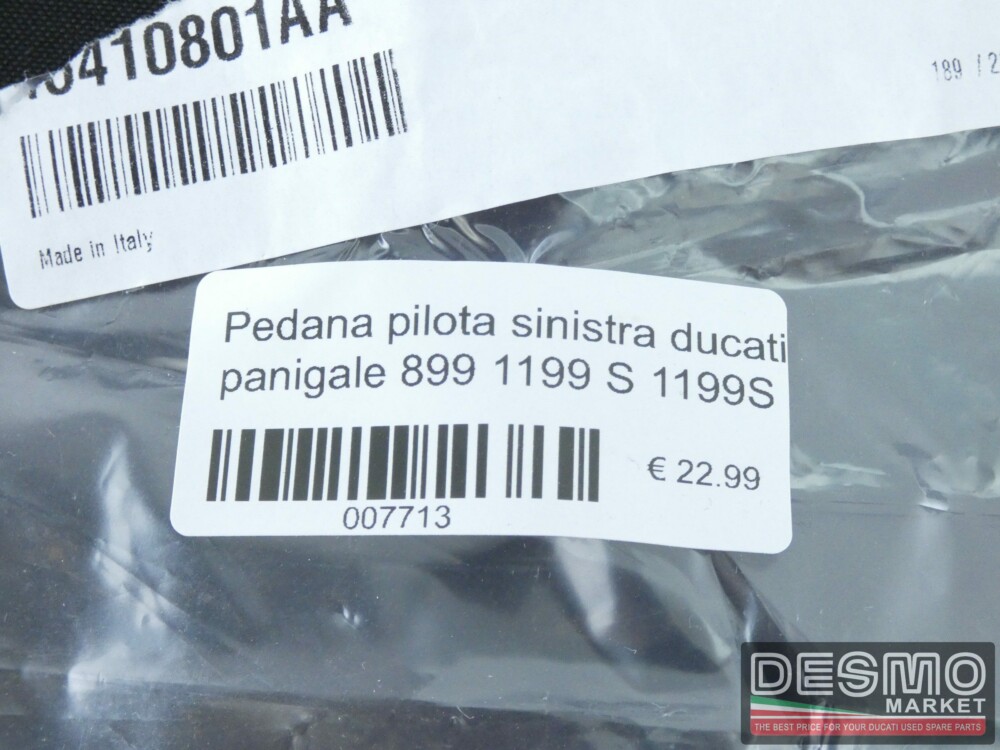 189 / 2
Made in Italy
Pedana pilota sinistra ducati
panigale 899 1199 S 1199S
€ 22.99
007713
DESMO
MARKET
THE BEST PRICE FOR YOUR DUCATI USED SPARE PARTS